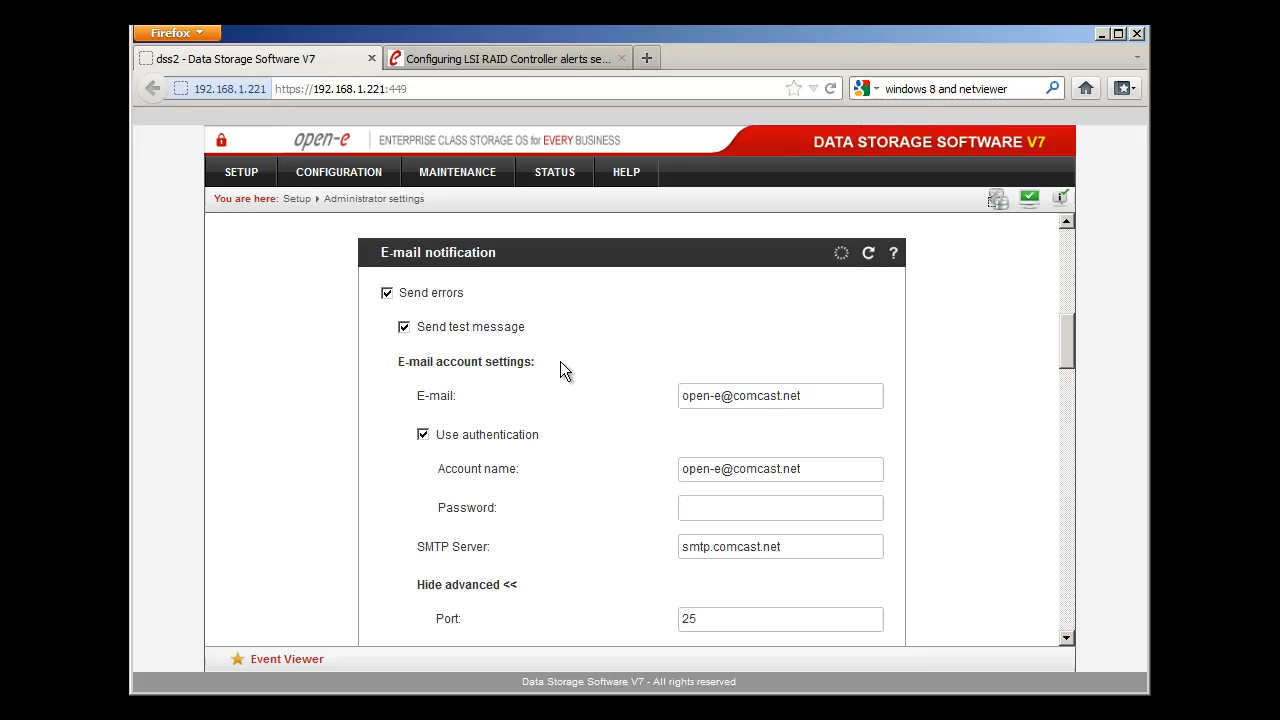 Firefox
dss2 - Data Storage Software V7
Configuring LSI RAID Controller alerts se...
192.168.1.221
https://192.168.1.221:449
windows 8 and netviewer
open-e
ENTERPRISE CLASS STORAGE OS for EVERY BUSINESS
DATA STORAGE SOFTWARE V7
SETUP
CONFIGURATION
MAINTENANCE
STATUS
HELP
You are here: Setup Administrator settings
E-mail notification
?
Send errors
Send test message
E-mail account settings:
E-mail:
open-e@comcast.net
Use authentication
Account name:
open-e@comcast.net
Password:
SMTP Server:
smtp.comcast.net
Hide advanced <<
Port:
25
Event Viewer
Data Storage Software V7 - All rights reserved